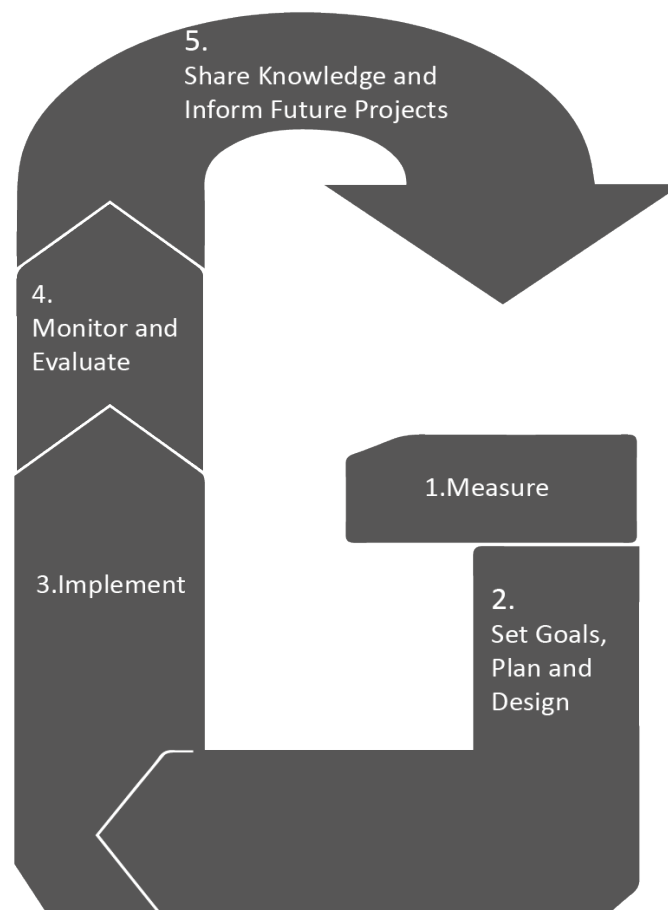 5.
Share Knowledge and
Inform Future Projects
4.
Monitor and
Evaluate
1.Measure
3.Implement
2.
Set Goals,
Plan and
Design